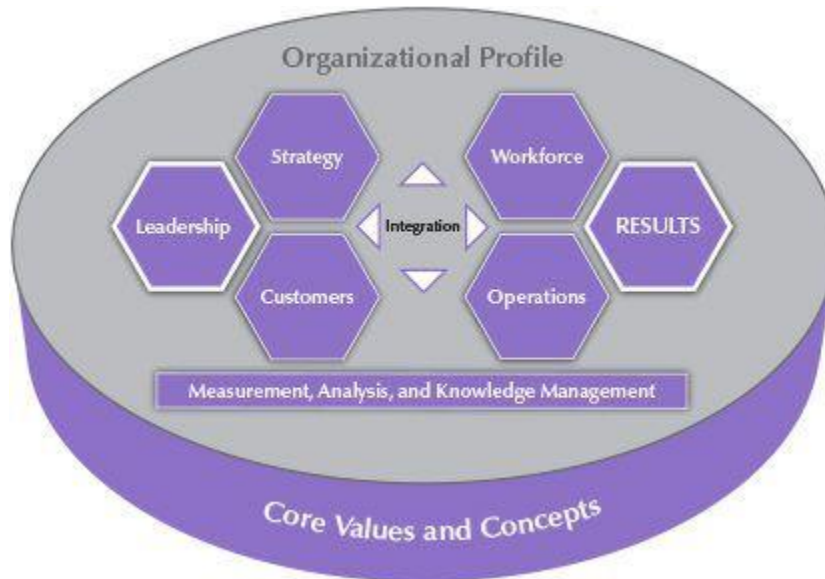 Organizational Profile
Strategy
Workforce
Leadership
Integration
RESULTS
Customers
Operations
Measurement, Analysis, and Knowledge Management
Core Values and Concepts